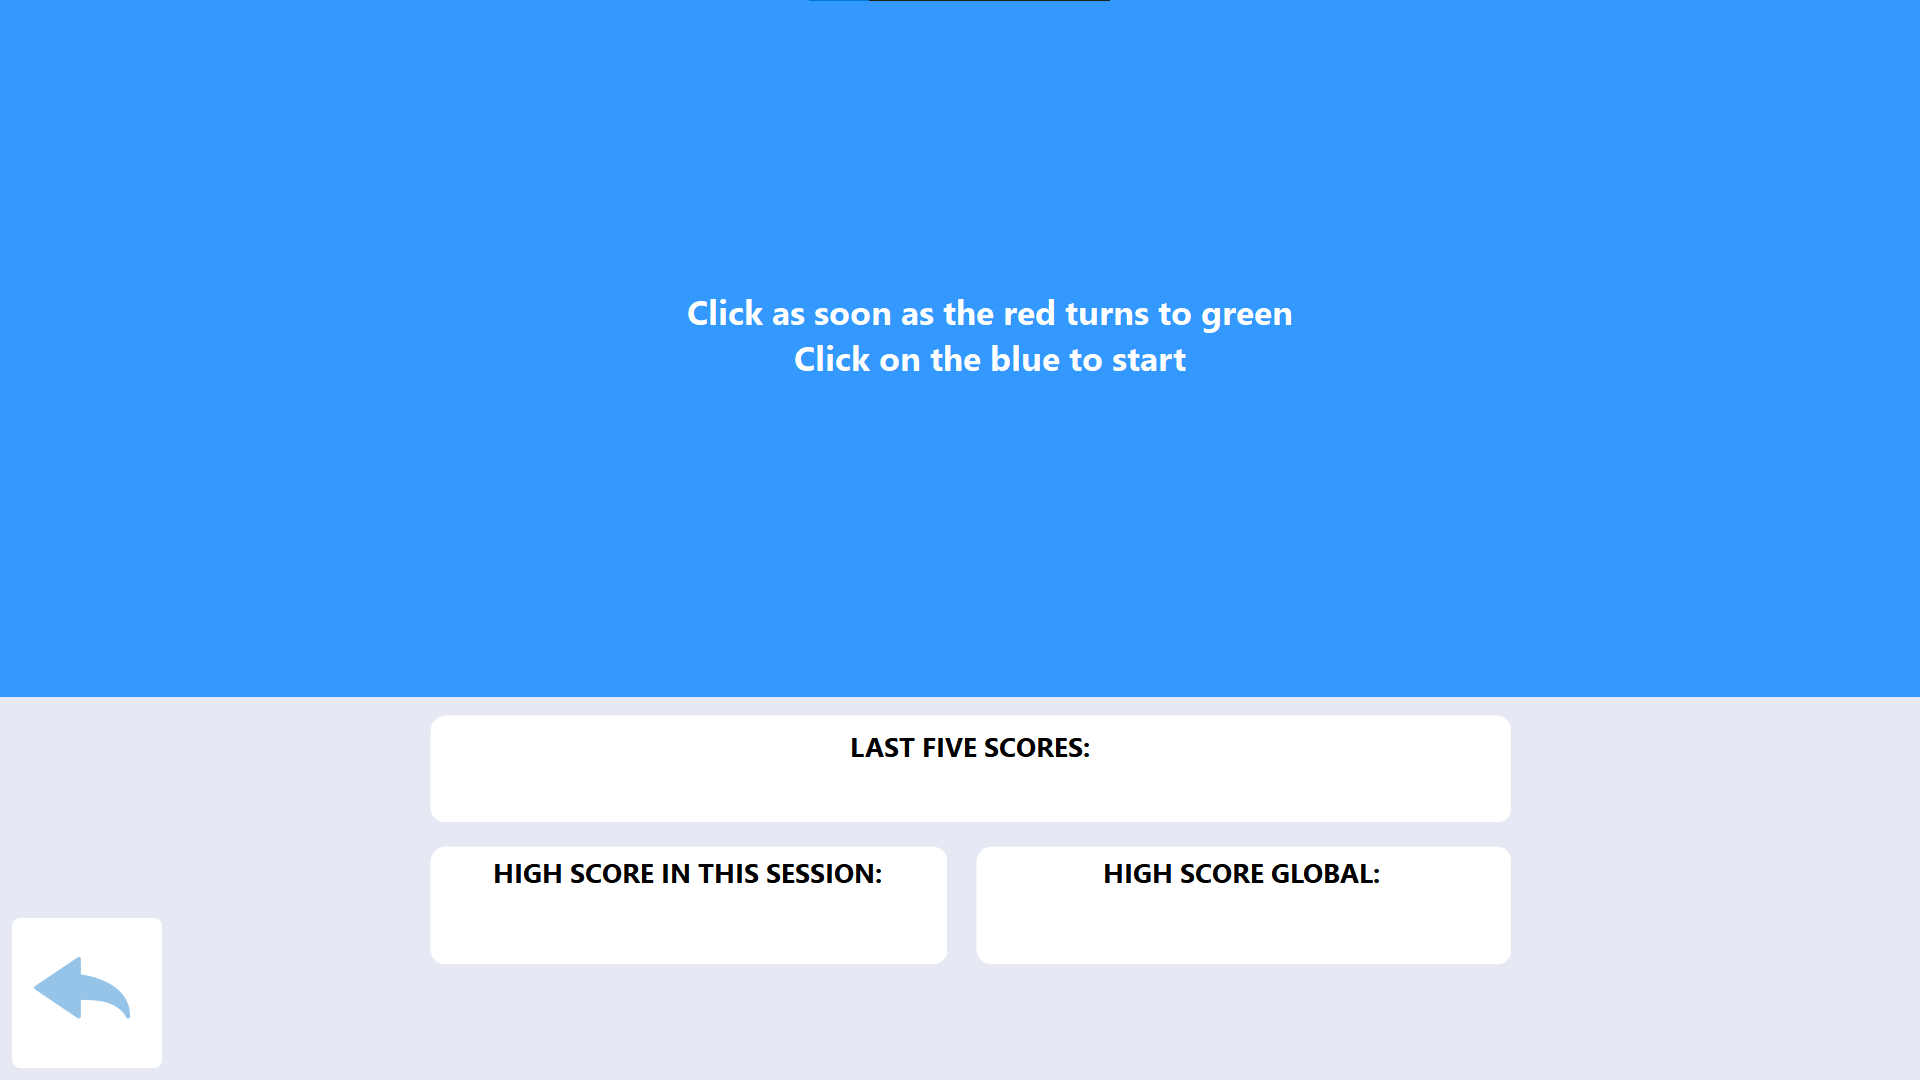 Click as soon as the red turns to green
Click on the blue to start
LAST FIVE SCORES:
HIGH SCORE IN THIS SESSION:
HIGH SCORE GLOBAL: